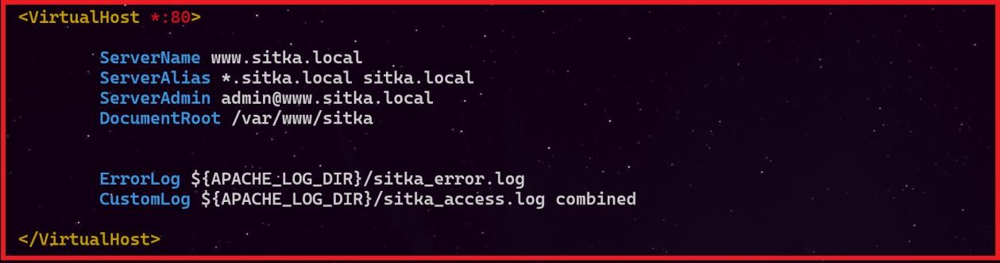 <VirtualHost *:80>
ServerName www.sitka.local
ServerAlias *.sitka.local sitka.local
ServerAdmin admin@www.sitka.local
DocumentRoot /var/www/sitka
ErrorLog ${APACHE_LOG_DIR}/sitka_error.log
CustomLog ${APACHE_LOG_DIR}/sitka_access.log combined
</VirtualHost>